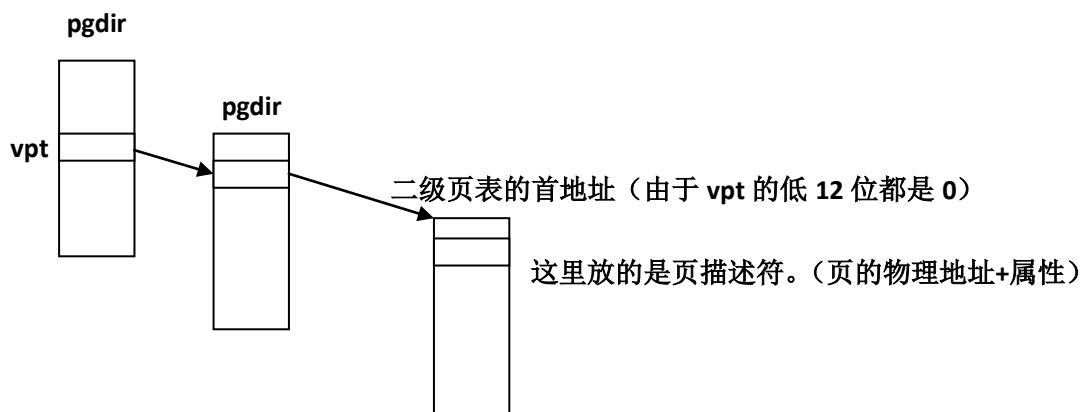 pgdir
pgdir
vpt
二级页表的首地址（由于 vpt 的低 12 位都是 0）
这里放的是页描述符。（页的物理地址+属性）